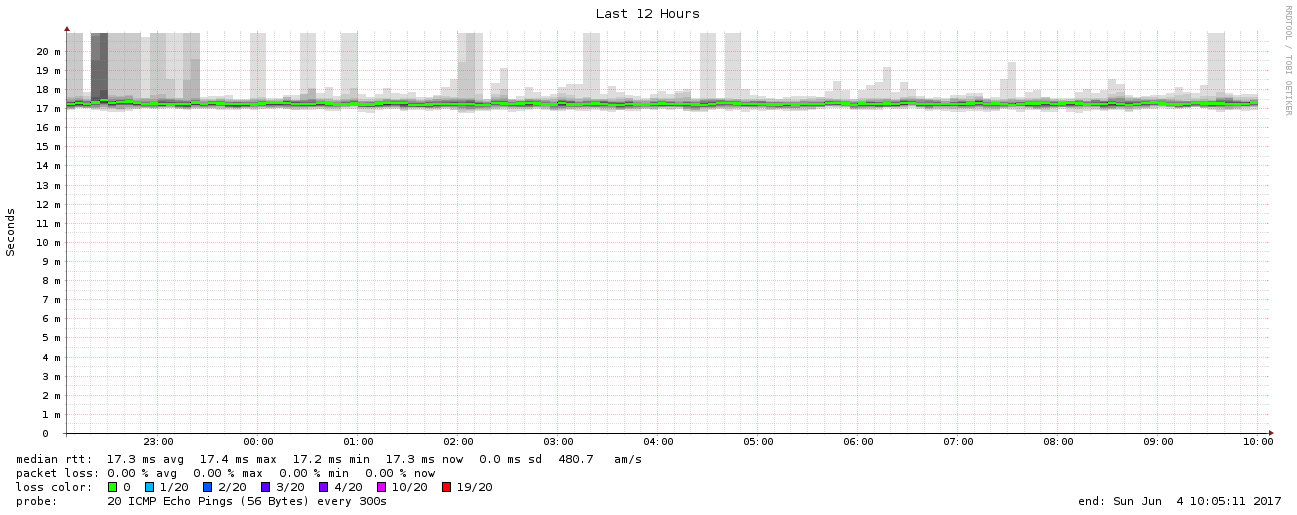 Last 12 Hours
RRDTOOL / TOBI OETIKER
Seconds
20 m
19 m
18 m
17 m
16 m
15 m
14 m
13 m
12 m
11 m
10 m
9 m
8 m
7 m
6 m
5 m
4 m
3 m
2 m
1 m
0
23:00 00:00 01:00 02:00 03:00 04:00 05:00 06:00 07:00 08:00 09:00 10:00
median rtt: 17.3 ms avg 17.4 ms max 17.2 ms min 17.3 ms now 0.0 ms sd 480.7 am/s
packet loss: 0.00 % avg 0.00 % max 0.00 % min 0.00 % now
loss color: 0 1/20 2/20 3/20 4/20 10/20 19/20
probe: 20 ICMP Echo Pings (56 Bytes) every 300s end: Sun Jun 4 10:05:11 2017